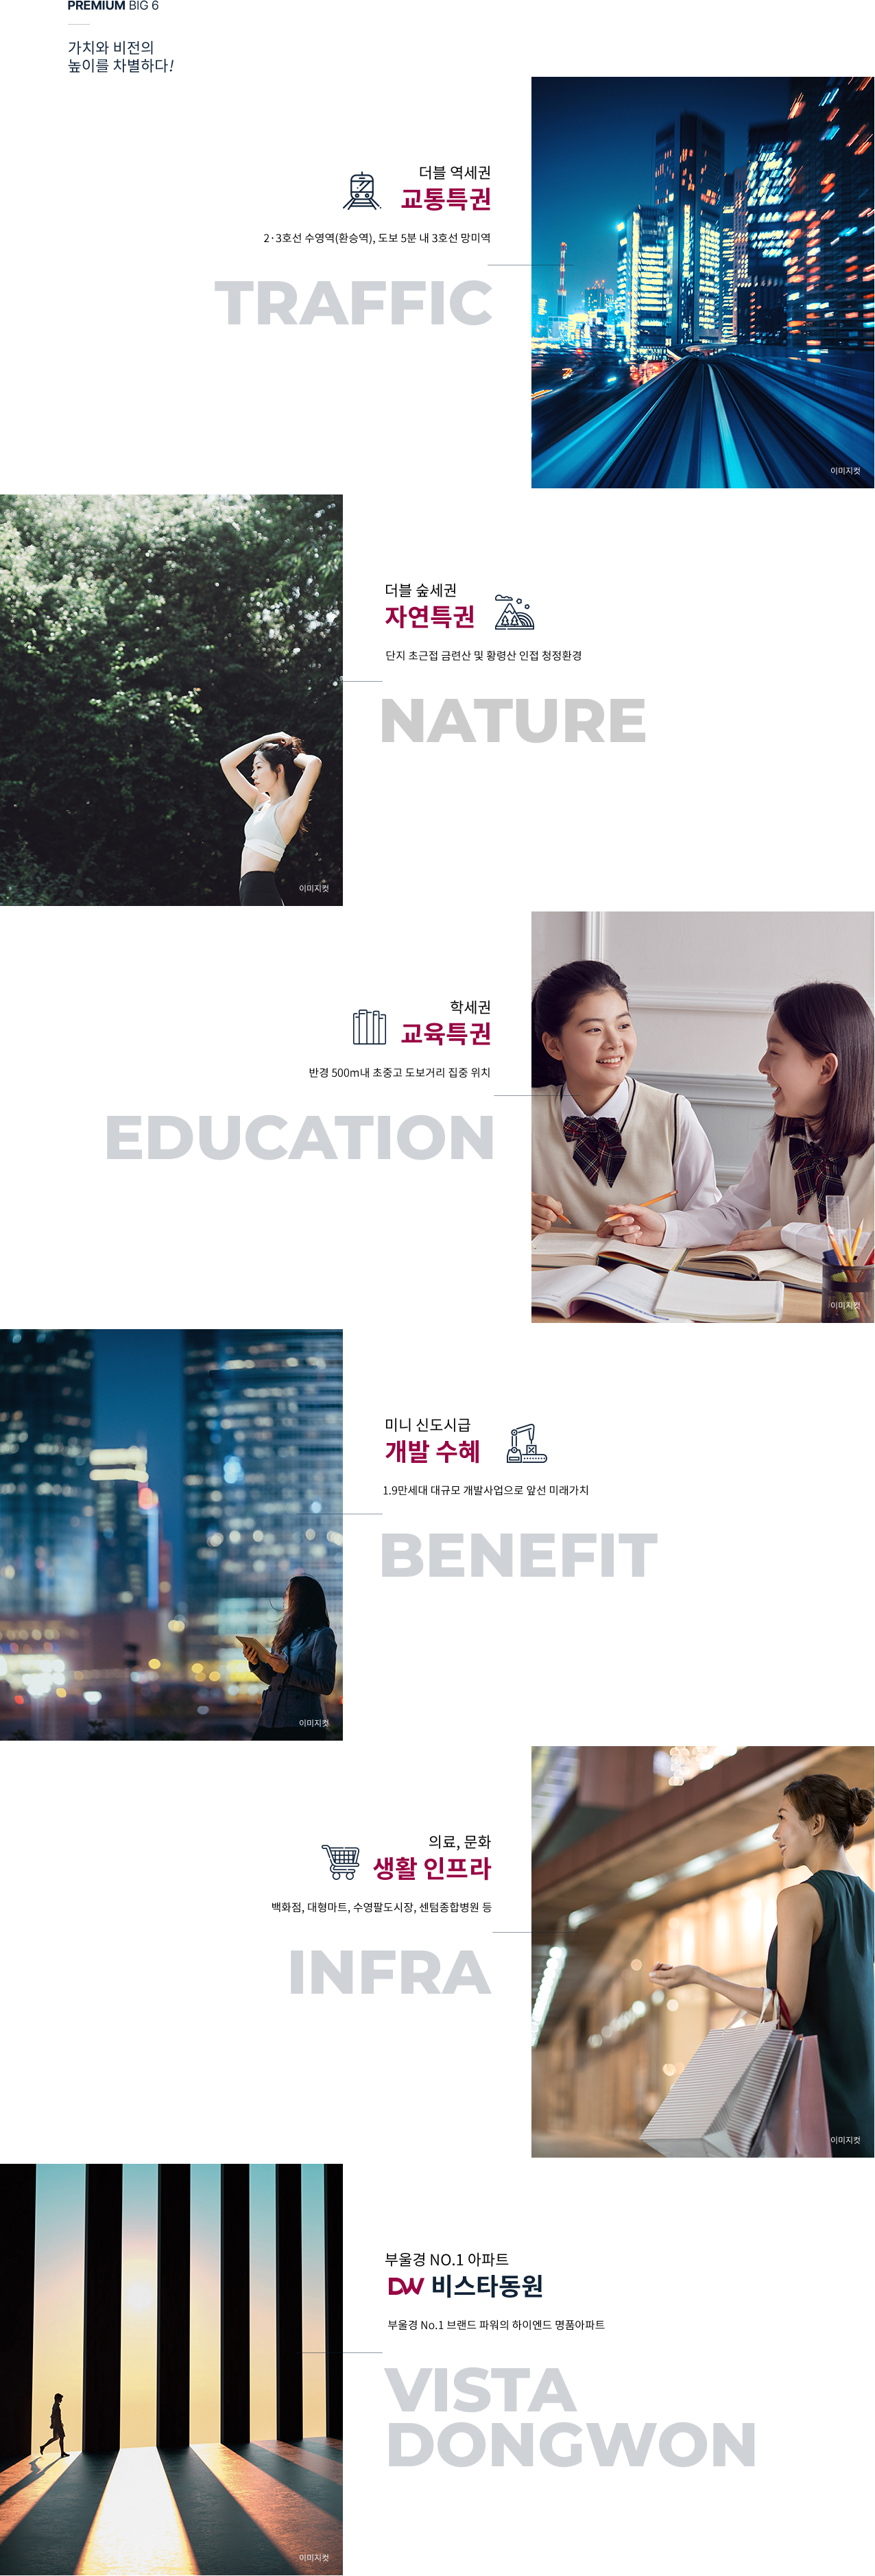 PREMIUM BIG 6
가치와 비전의
높이를 차별하다!
더블 역세권
교통특권
2·3호선 수영역(환승역), 도보 5분 내 3호선 망미역
TRAFFIC
이미지컷
더블 숲세권
자연특권
단지 초근접 금련산 및 황령산 인접 청정환경
NATURE
이미지컷
학세권
교육특권
반경 500m내 초중고 도보거리 집중 위치
EDUCATION
이미지컷
미니 신도시급
개발 수혜
1.9만세대 대규모 개발사업으로 앞선 미래가치
BENEFIT
이미지컷
의료, 문화
생활 인프라
백화점, 대형마트, 수영팔도시장, 센텀종합병원 등
INFRA
이미지컷
부울경 NO.1 아파트
DW 비스타동원
부울경 No.1 브랜드 파워의 하이엔드 명품아파트
VISTA
DONGWON
이미지컷